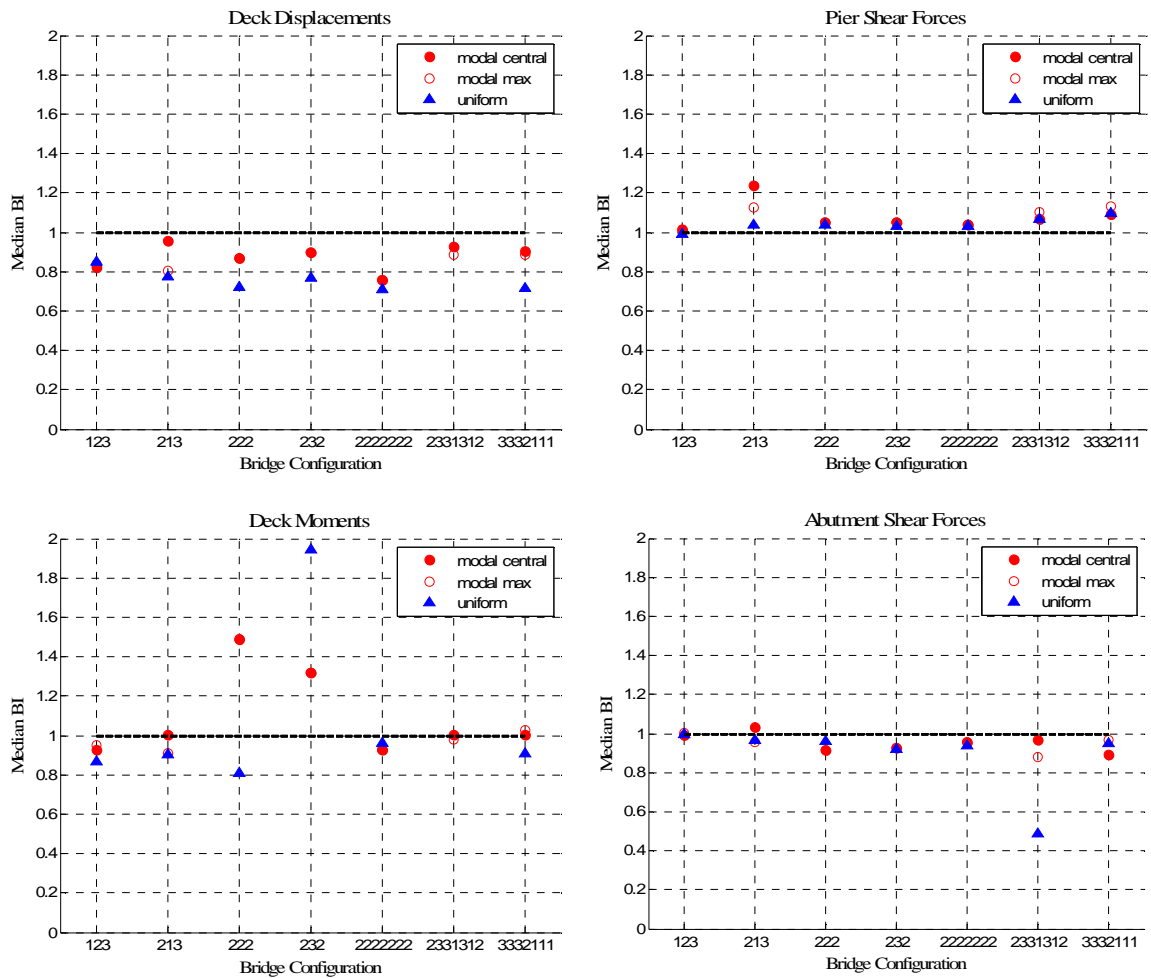 Deck Displacements
Median BI
2
1.8
1.6
1.4
1.2
1
0.8
0.6
0.4
0.2
0
modal central
modal max
uniform
123 213 222 232 2222222 2331312 3332111
Bridge Configuration
Pier Shear Forces
Median BI
2
1.8
1.6
1.4
1.2
1
0.8
0.6
0.4
0.2
0
modal central
modal max
uniform
123 213 222 232 2222222 2331312 3332111
Bridge Configuration
Deck Moments
Median BI
2
1.8
1.6
1.4
1.2
1
0.8
0.6
0.4
0.2
0
modal central
modal max
uniform
123 213 222 232 2222222 2331312 3332111
Bridge Configuration
Abutment Shear Forces
Median BI
2
1.8
1.6
1.4
1.2
1
0.8
0.6
0.4
0.2
0
modal central
modal max
uniform
123 213 222 232 2222222 2331312 3332111
Bridge Configuration